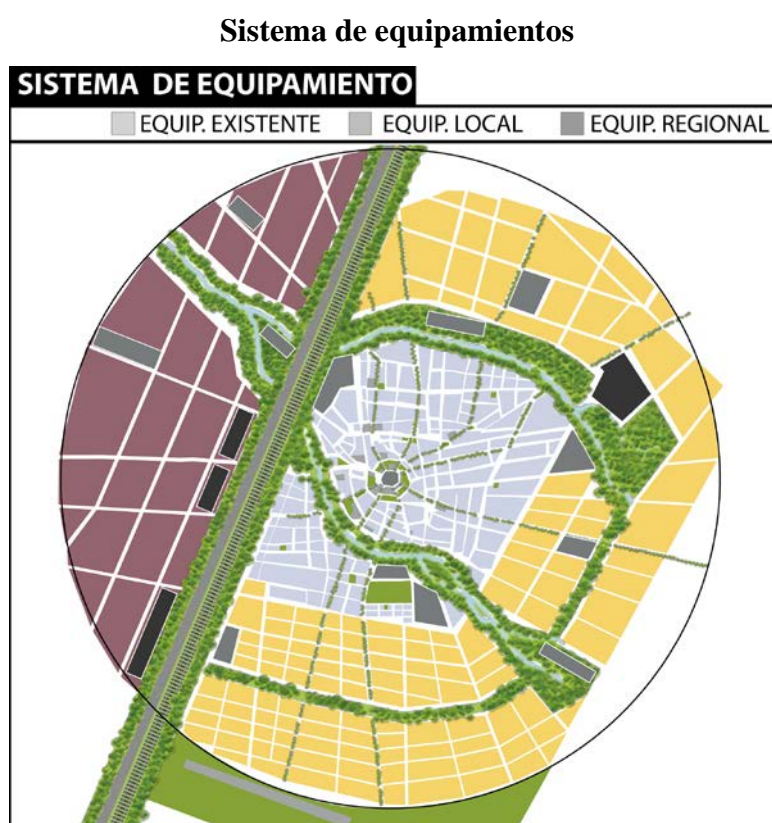 Sistema de equipamientos
SISTEMA DE EQUIPAMIENTO
EQUIP. EXISTENTE EQUIP. LOCAL EQUIP. REGIONAL